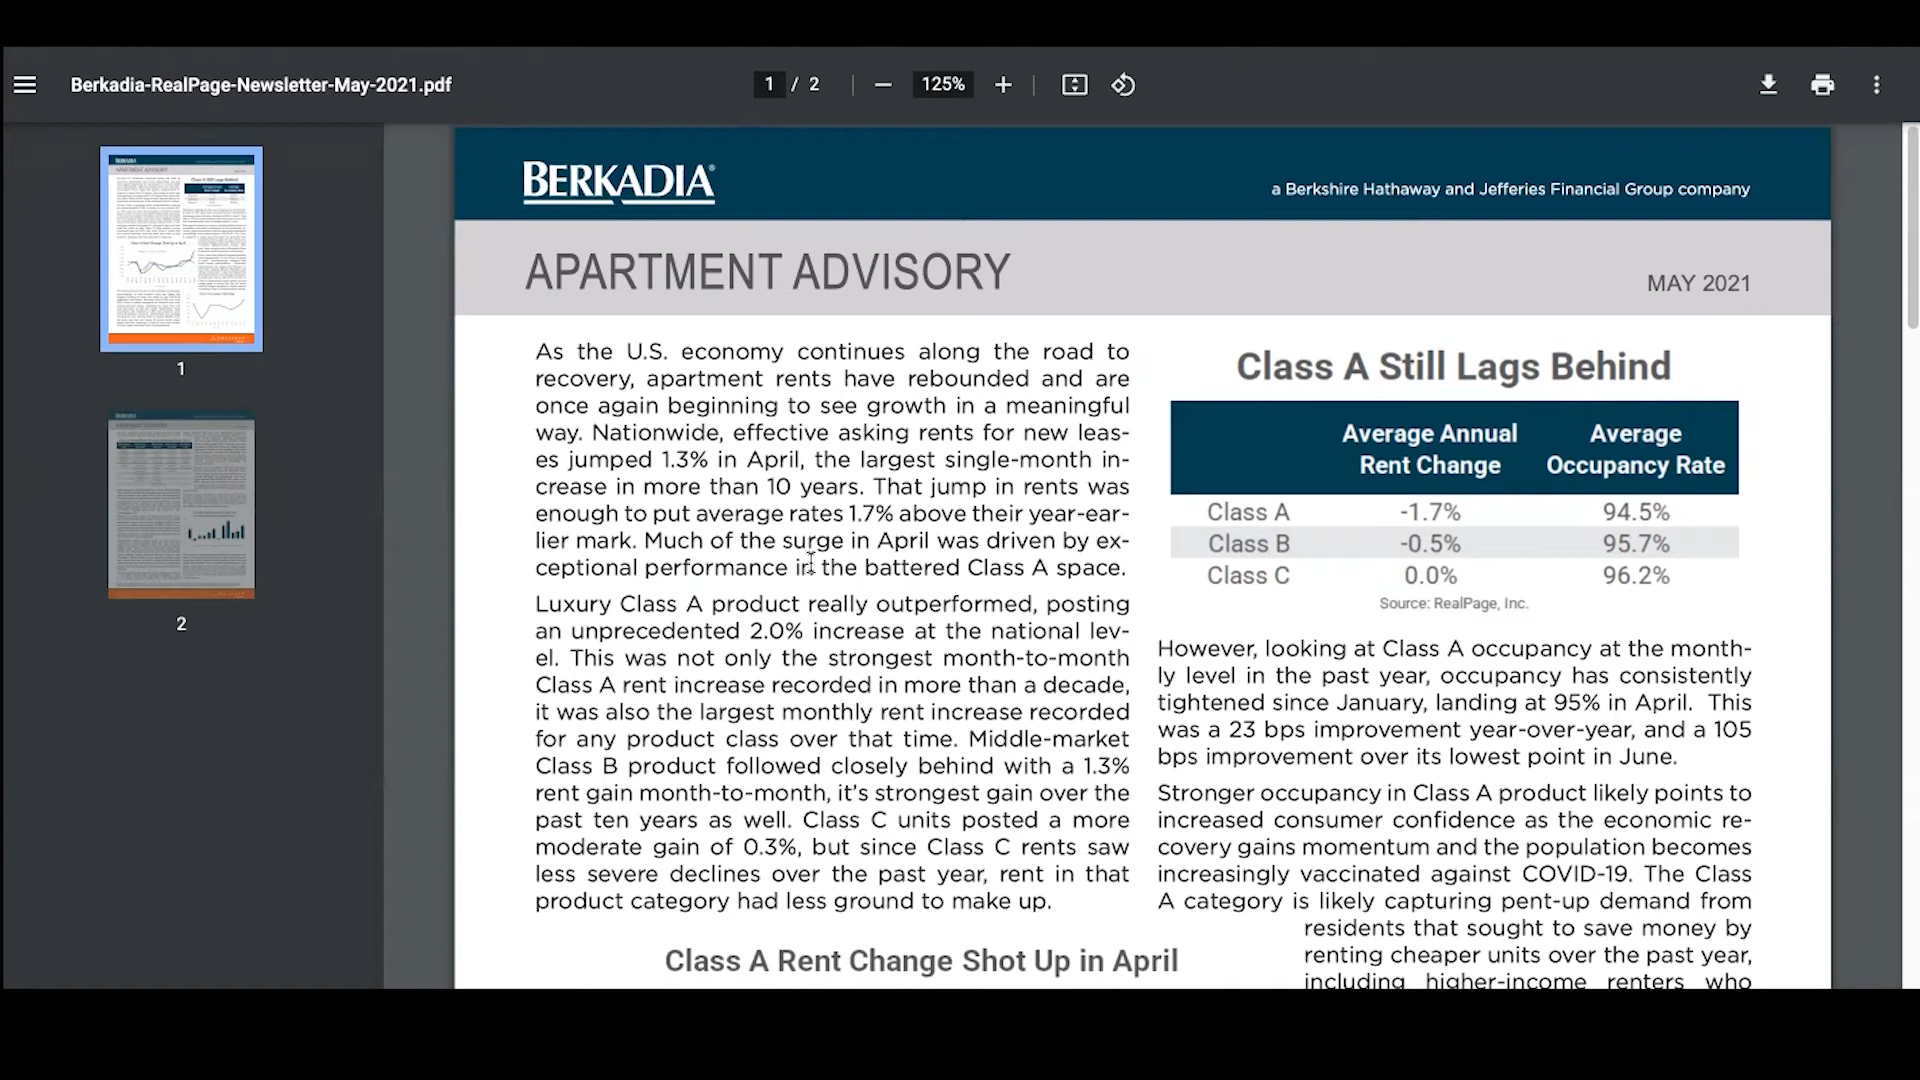 Berkadia-RealPage-Newsletter-May-2021.pdf
1 / 2
125%
1
2
BERKADIA®
a Berkshire Hathaway and Jefferies Financial Group company
APARTMENT ADVISORY
MAY 2021
As the U.S. economy continues along the road to
recovery, apartment rents have rebounded and are
once again beginning to see growth in a meaningful
way. Nationwide, effective asking rents for new leas-
es jumped 1.3% in April, the largest single-month in-
crease in more than 10 years. That jump in rents was
enough to put average rates 1.7% above their year-ear-
lier mark. Much of the surge in April was driven by ex-
ceptional performance in the battered Class A space.
Luxury Class A product really outperformed, posting
an unprecedented 2.0% increase at the national lev-
el. This was not only the strongest month-to-month
Class A rent increase recorded in more than a decade,
it was also the largest monthly rent increase recorded
for any product class over that time. Middle-market
Class B product followed closely behind with a 1.3%
rent gain month-to-month, it's strongest gain over the
past ten years as well. Class C units posted a more
moderate gain of 0.3%, but since Class C rents saw
less severe declines over the past year, rent in that
product category had less ground to make up.
Class A Rent Change Shot Up in April
Class A Still Lags Behind
Average Annual Rent Change Average Occupancy Rate
Class A -1.7% 94.5%
Class B -0.5% 95.7%
Class C 0.0% 96.2%
Source: RealPage, Inc.
However, looking at Class A occupancy at the month-
ly level in the past year, occupancy has consistently
tightened since January, landing at 95% in April. This
was a 23 bps improvement year-over-year, and a 105
bps improvement over its lowest point in June.
Stronger occupancy in Class A product likely points to
increased consumer confidence as the economic re-
covery gains momentum and the population becomes
increasingly vaccinated against COVID-19. The Class
A category is likely capturing pent-up demand from
residents that sought to save money by
renting cheaper units over the past year,
including higher-income renters who